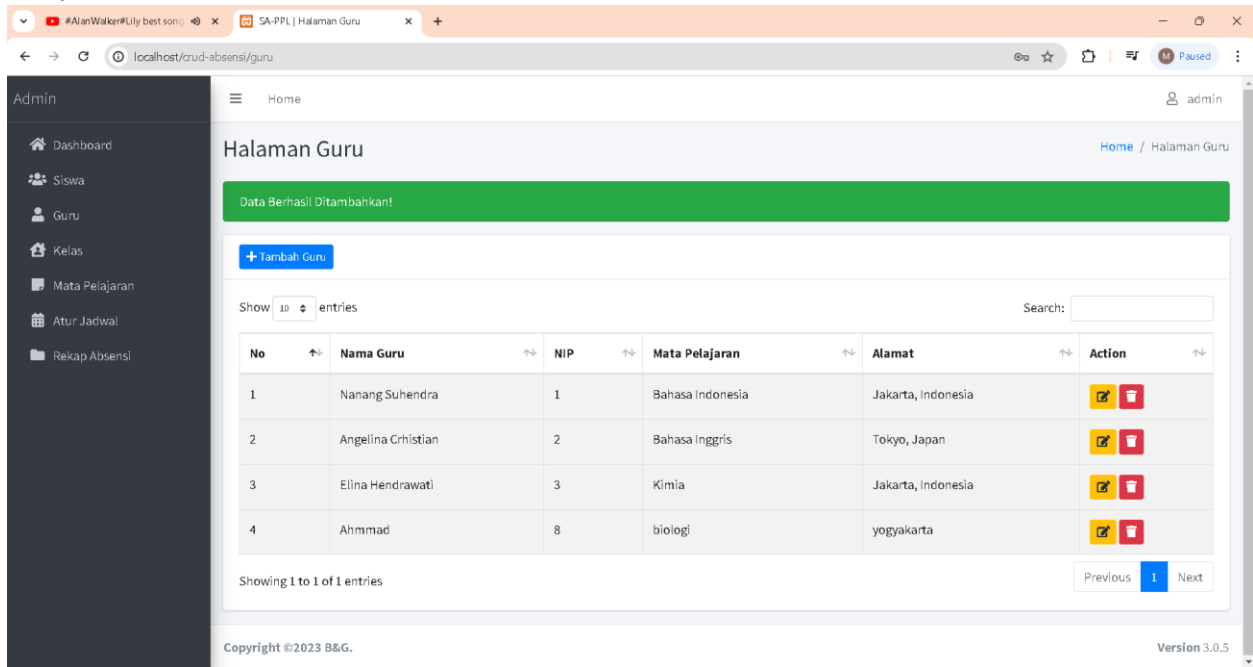 #AlanWalker#Lily best song
SA-PPL | Halaman Guru
localhost/crud-absensi/guru
M Paused
Admin
Home
admin
Dashboard
Siswa
Guru
Kelas
Mata Pelajaran
Atur Jadwal
Rekap Absensi
Halaman Guru
Home / Halaman Guru
Data Berhasil Ditambahkan!
+ Tambah Guru
Show 10 entries
Search:
No Nama Guru NIP Mata Pelajaran Alamat Action
1 Nanang Suhendra 1 Bahasa Indonesia Jakarta, Indonesia
2 Angelina Crhistian 2 Bahasa Inggris Tokyo, Japan
3 Elina Hendrawati 3 Kimia Jakarta, Indonesia
4 Ahmmad 8 biologi yogyakarta
Showing 1 to 1 of 1 entries
Previous 1 Next
Copyright ©2023 B&G.
Version 3.0.5